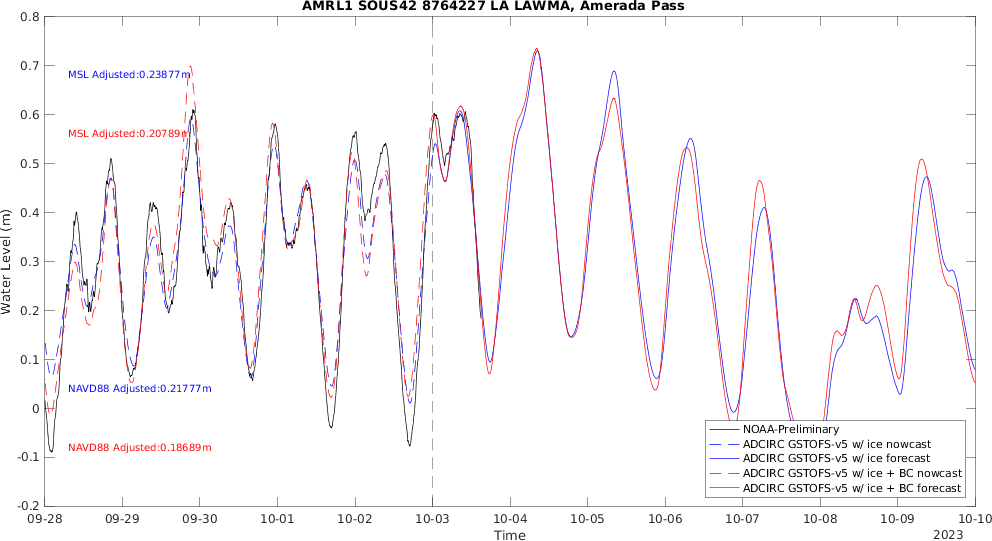 AMRL1 SOUS42 8764227 LA LAWMA, Amerada Pass
0.8
0.7
0.6
0.5
0.4
0.3
0.2
0.1
0
-0.1
-0.2
Water Level (m)
MSL Adjusted:0.23877m
MSL Adjusted:0.20789m
NAVD88 Adjusted:0.21777m
NAVD88 Adjusted:0.18689m
NOAA-Preliminary
ADCIRC GSTOFS-v5 w/ ice nowcast
ADCIRC GSTOFS-v5 w/ ice forecast
ADCIRC GSTOFS-v5 w/ ice + BC nowcast
ADCIRC GSTOFS-v5 w/ ice + BC forecast
09-28 09-29 09-30 10-01 10-02 10-03 10-04 10-05 10-06 10-07 10-08 10-09 10-10
Time
2023